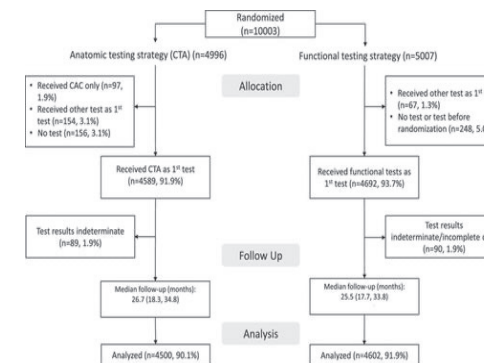 Randomized
(n=10003)
Anatomic testing strategy (CTA) (n=4996)
Functional testing strategy (n=5007)
Allocation
• Received CAC only (n=97,
1.9%)
• Received other test as 1st
test (n=154, 3.1%)
• No test (n=156, 3.1%)
• Received other test as 1st
(n=67, 1.3%)
• No test or test before
randomization (n=248, 5.0
Received CTA as 1st test
(n=4589, 91.9%)
Received functional tests as
1st test (n=4692, 93.7%)
Test results indeterminate
(n=89, 1.9%)
Test results
indeterminate/incomplete
(n=90, 1.9%)
Follow Up
Median follow-up (months):
26.7 (18.3, 34.8)
Median follow-up (months):
25.5 (17.7, 33.8)
Analysis
Analyzed (n=4500, 90.1%)
Analyzed (n=4602, 91.9%)